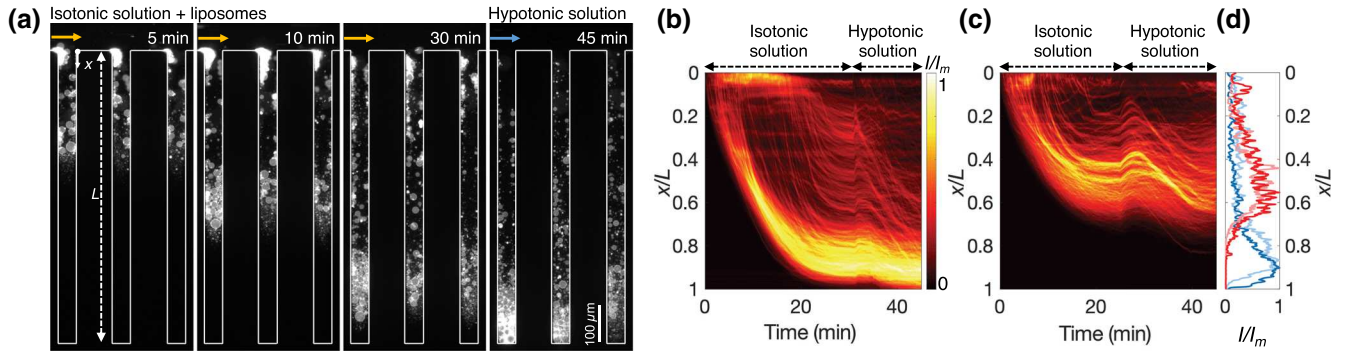 (a)
Isotonic solution + liposomes
Hypotonic solution
5 min
10 min
30 min
45 min
x
L
100 µm
(b)
Isotonic
solution
Hypotonic
solution
I/Im
1
0
0
0.2
0.4
0.6
0.8
1
x/L
0
20
40
Time (min)
(c)
Isotonic
solution
Hypotonic
solution
0
0.2
0.4
0.6
0.8
1
x/L
0
20
40
Time (min)
(d)
0
0.2
0.4
0.6
0.8
1
x/L
0
1
I/Im